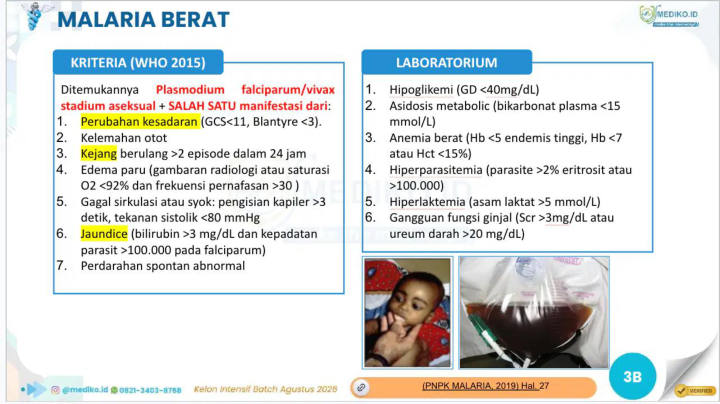 MALARIA BERAT
MEDIKO.ID
KRITERIA (WHO 2015)
Ditemukannya Plasmodium falciparum/vivax
stadium aseksual + SALAH SATU manifestasi dari:
1. Perubahan kesadaran (GCS<11, Blantyre <3).
2. Kelemahan otot
3. Kejang berulang >2 episode dalam 24 jam
4. Edema paru (gambaran radiologi atau saturasi
O2 <92% dan frekuensi pernafasan >30 )
5. Gagal sirkulasi atau syok: pengisian kapiler >3
detik, tekanan sistolik <80 mmHg
6. Jaundice (bilirubin >3 mg/dL dan kepadatan
parasit >100.000 pada falciparum)
7. Perdarahan spontan abnormal
LABORATORIUM
1. Hipoglikemi (GD <40mg/dL)
2. Asidosis metabolic (bikarbonat plasma <15
mmol/L)
3. Anemia berat (Hb <5 endemis tinggi, Hb <7
atau Hct <15%)
4. Hiperparasitemia (parasite >2% eritrosit atau
>100.000)
5. Hiperlaktemia (asam laktat >5 mmol/L)
6. Gangguan fungsi ginjal (Scr >3mg/dL atau
ureum darah >20 mg/dL)
MEDIKO.ID
@mediko.id 0821-3403-8768
Kelan Intensif Batch Agustus 2026
(PNPK MALARIA, 2019) Hal. 27
3B
VERIFIED